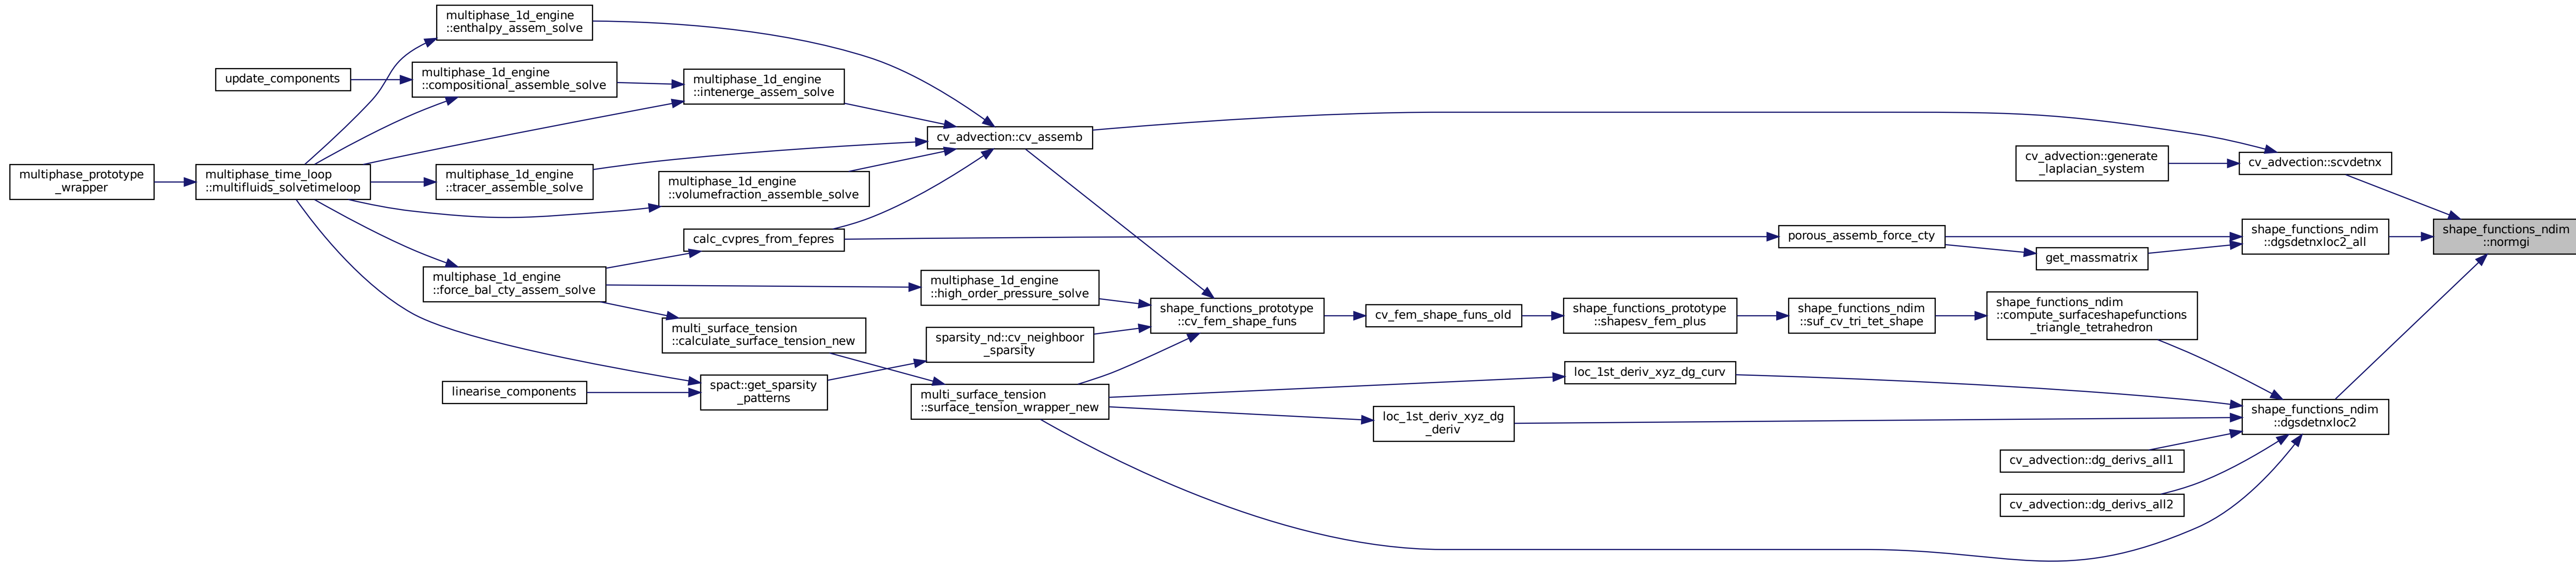 multiphase_prototype
_wrapper
multiphase_time_loop
::multifluids_solvetimeloop
update_components
linearise_components
multiphase_1d_engine
::enthalpy_assem_solve
multiphase_1d_engine
::compositional_assemble_solve
multiphase_1d_engine
::tracer_assemble_solve
multiphase_1d_engine
::force_bal_cty_assem_solve
multiphase_1d_engine
::intenerge_assem_solve
multiphase_1d_engine
::volumefraction_assemble_solve
calc_cvpres_from_fepres
multi_surface_tension
::calculate_surface_tension_new
spact::get_sparsity
_patterns
cv_advection::cv_assemb
multiphase_1d_engine
::high_order_pressure_solve
sparsity_nd::cv_neighboor
_sparsity
multi_surface_tension
::surface_tension_wrapper_new
shape_functions_prototype
::cv_fem_shape_funs
cv_fem_shape_funs_old
loc_1st_deriv_xyz_dg
_deriv
shape_functions_prototype
::shapesv_fem_plus
loc_1st_deriv_xyz_dg_curv
porous_assemb_force_cty
shape_functions_ndim
::suf_cv_tri_tet_shape
cv_advection::generate
_laplacian_system
get_massmatrix
shape_functions_ndim
::compute_surfaceshapefunctions
_triangle_tetrahedron
cv_advection::dg_derivs_all1
cv_advection::dg_derivs_all2
cv_advection::scvdetnx
shape_functions_ndim
::dgsdetnxloc2_all
shape_functions_ndim
::dgsdetnxloc2
shape_functions_ndim
::normgi